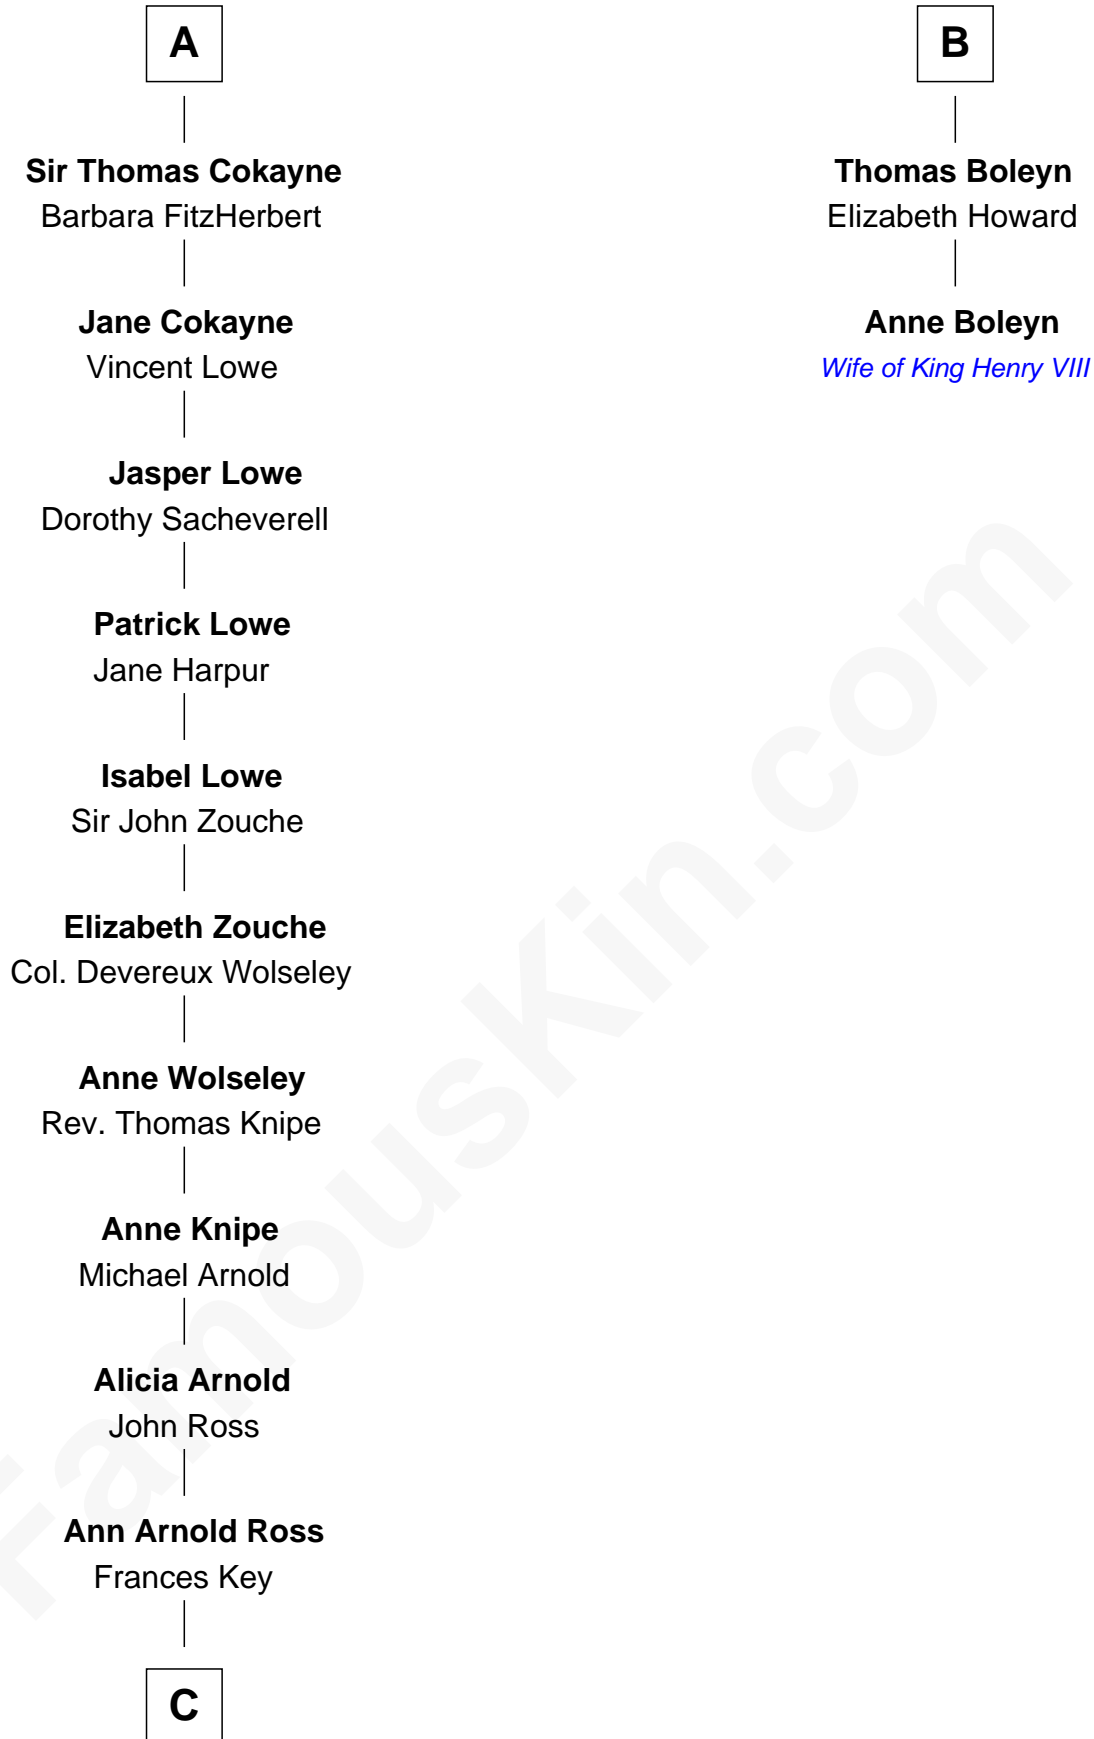 A
Sir Thomas Cokayne
Barbara FitzHerbert
Jane Cokayne
Vincent Lowe
Jasper Lowe
Dorothy Sacheverell
Patrick Lowe
Jane Harpur
Isabel Lowe
Sir John Zouche
Elizabeth Zouche
Col. Devereux Wolseley
Anne Wolseley
Rev. Thomas Knipe
Anne Knipe
Michael Arnold
Alicia Arnold
John Ross
Ann Arnold Ross
Frances Key
C
B
Thomas Boleyn
Elizabeth Howard
Anne Boleyn
Wife of King Henry VIII
FamousKin.com